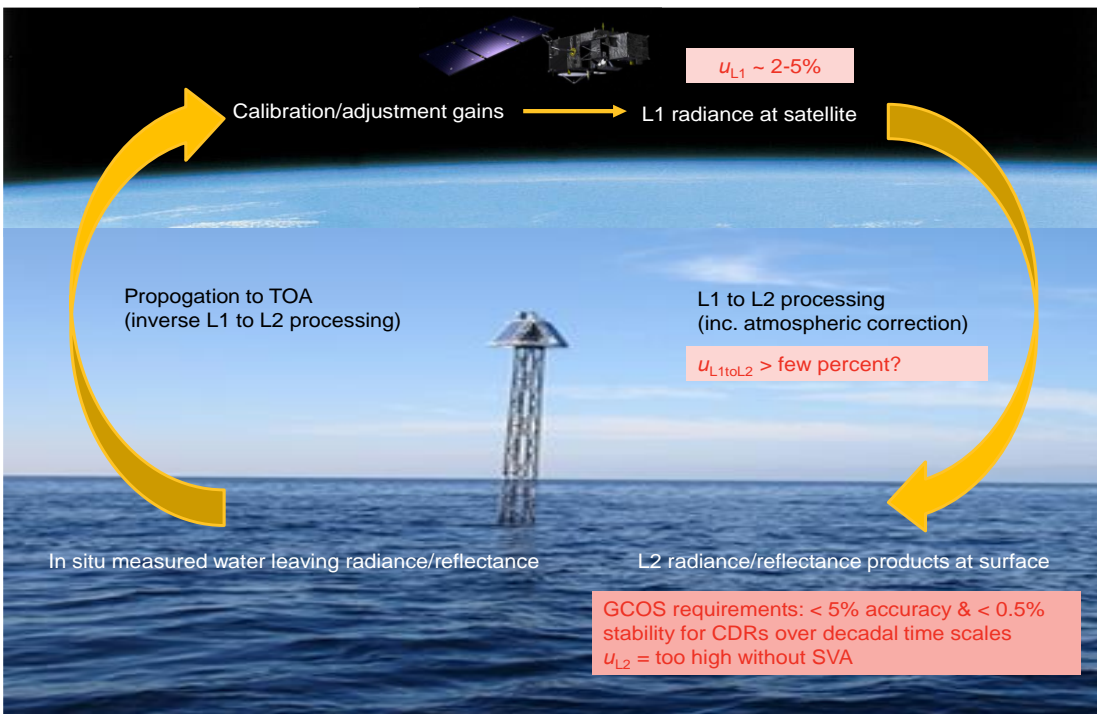 u_L1 ~ 2-5%
Calibration/adjustment gains
L1 radiance at satellite
Propogation to TOA
(inverse L1 to L2 processing)
L1 to L2 processing
(inc. atmospheric correction)
u_L1toL2 > few percent?
In situ measured water leaving radiance/reflectance
L2 radiance/reflectance products at surface
GCOS requirements: < 5% accuracy & < 0.5%
stability for CDRs over decadal time scales
u_L2 = too high without SVA